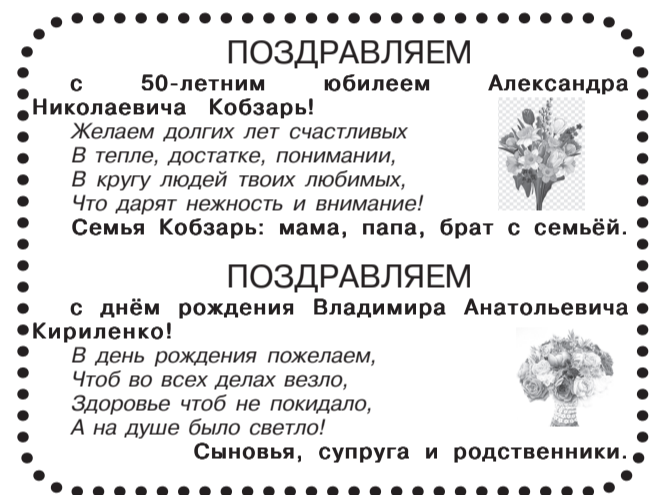 ПОЗДРАВЛЯЕМ
с 50-летним юбилеем Александра
Николаевича Кобзарь!
Желаем долгих лет счастливых
В тепле, достатке, понимании,
В кругу людей твоих любимых,
Что дарят нежность и внимание!
Семья Кобзарь: мама, папа, брат с семьёй.
ПОЗДРАВЛЯЕМ
с днём рождения Владимира Анатольевича
Кириленко!
В день рождения пожелаем,
Чтоб во всех делах везло,
Здоровье чтоб не покидало,
А на душе было светло!
Сыновья, супруга и родственники.